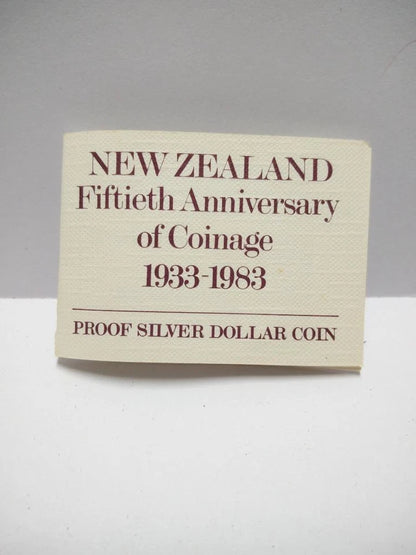 NEW ZEALAND
Fiftieth Anniversary
of Coinage
1933-1983
PROOF SILVER DOLLAR COIN